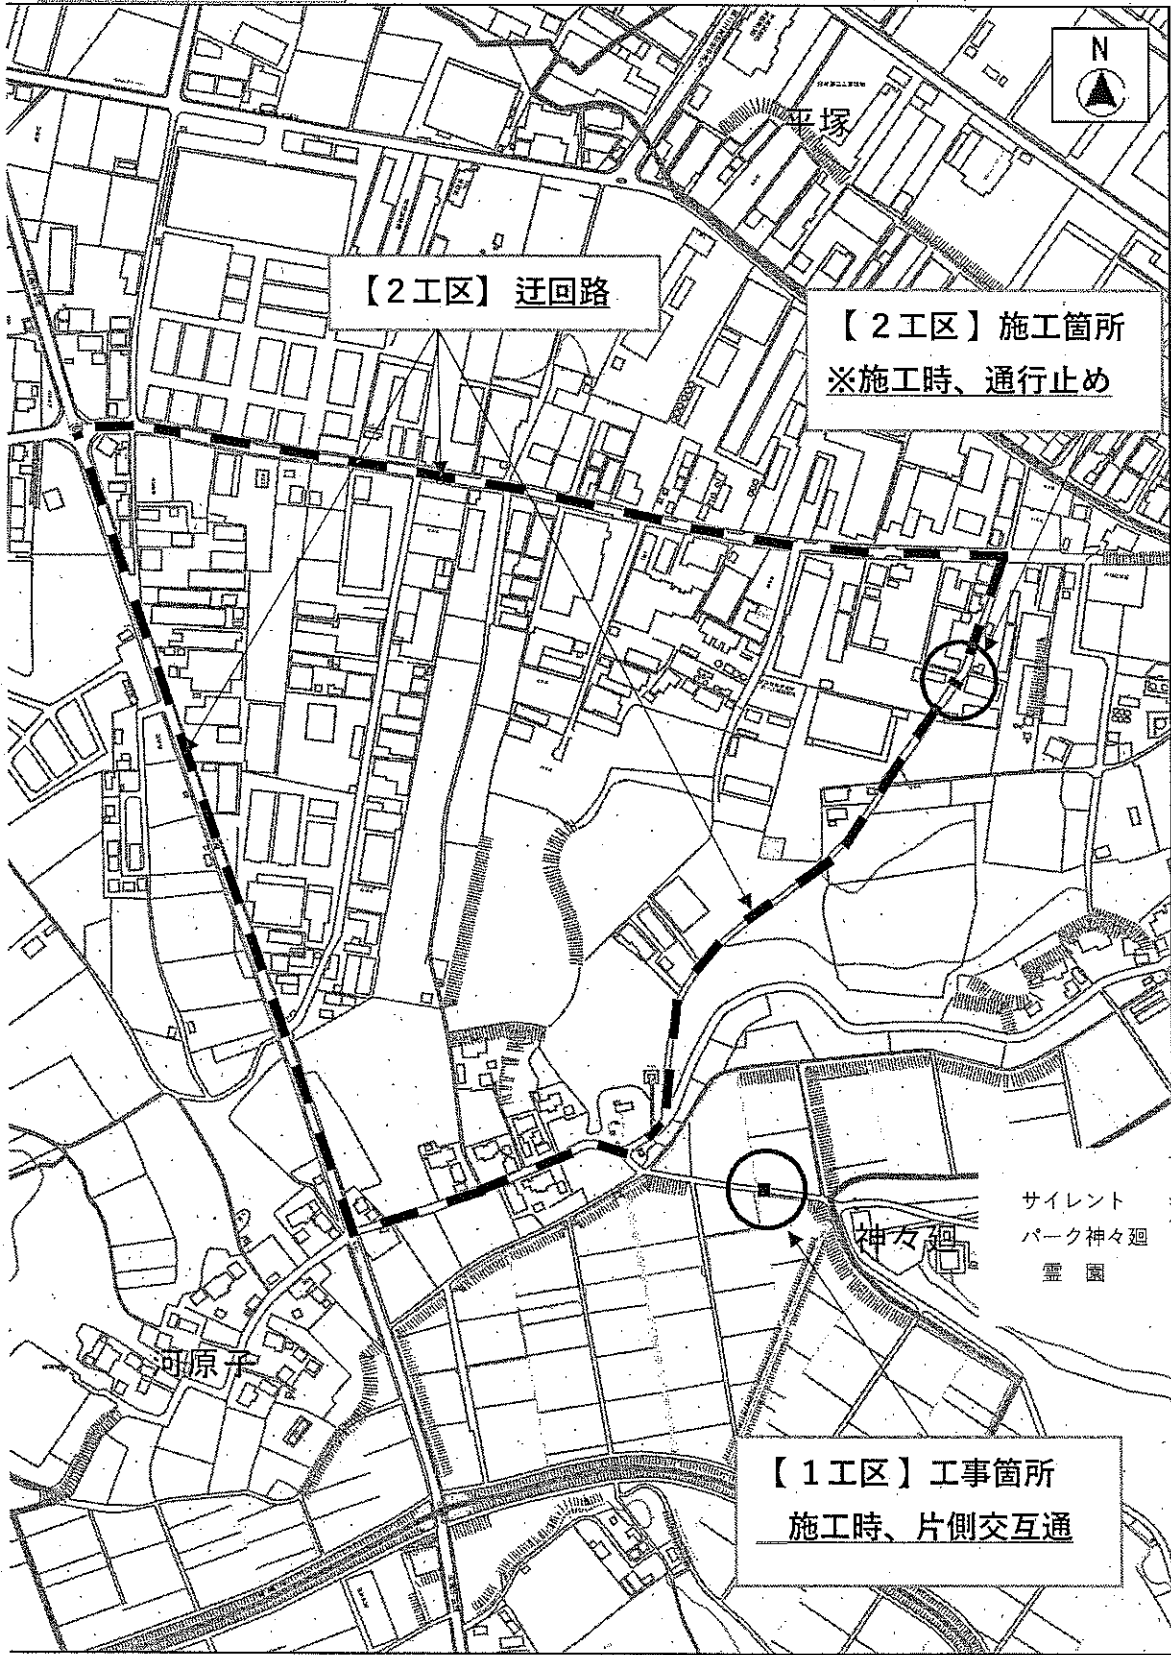 N
平塚
【2工区】 迂回路
【2工区】施工箇所
※施工時、通行止め
サイレント
パーク神々廻
霊 園
神々廻
河原子
【1工区】工事箇所
施工時、片側交互通